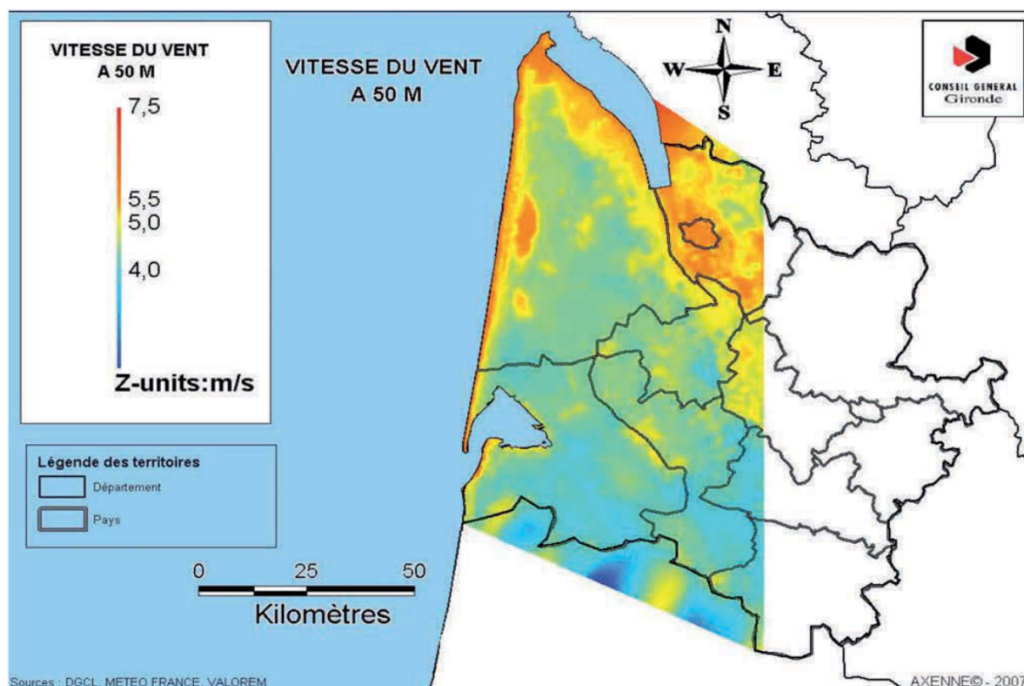 VITESSE DU VENT
A 50 M
7,5
5,5
5,0
4,0
Z-units:m/s
Légende des territoires
Département
Pays
VITESSE DU VENT
A 50 M
N
W
E
S
CONSEIL GENERAL
Gironde
0
25
50
Kilomètres
Sources : DGCL, METEO FRANCE, VALOREM
AXENNE© - 2007